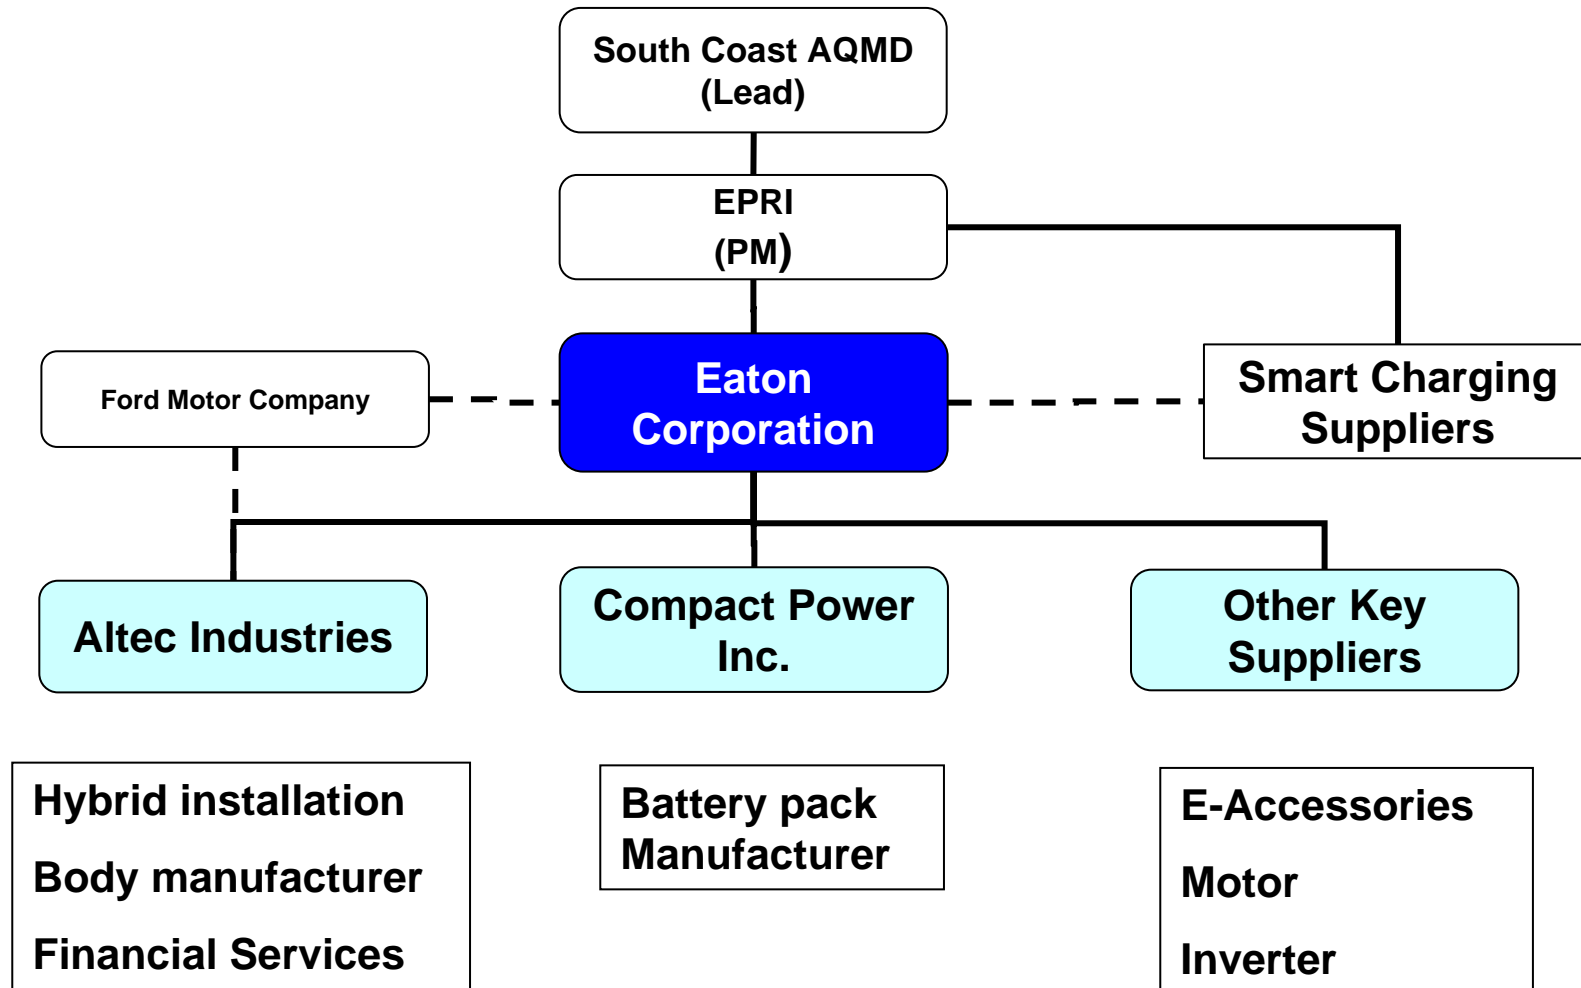 South Coast AQMD
(Lead)
EPRI
(PM)
Ford Motor Company
Eaton
Corporation
Smart Charging
Suppliers
Altec Industries
Compact Power
Inc.
Other Key
Suppliers
Hybrid installation
Body manufacturer
Financial Services
Battery pack
Manufacturer
E-Accessories
Motor
Inverter